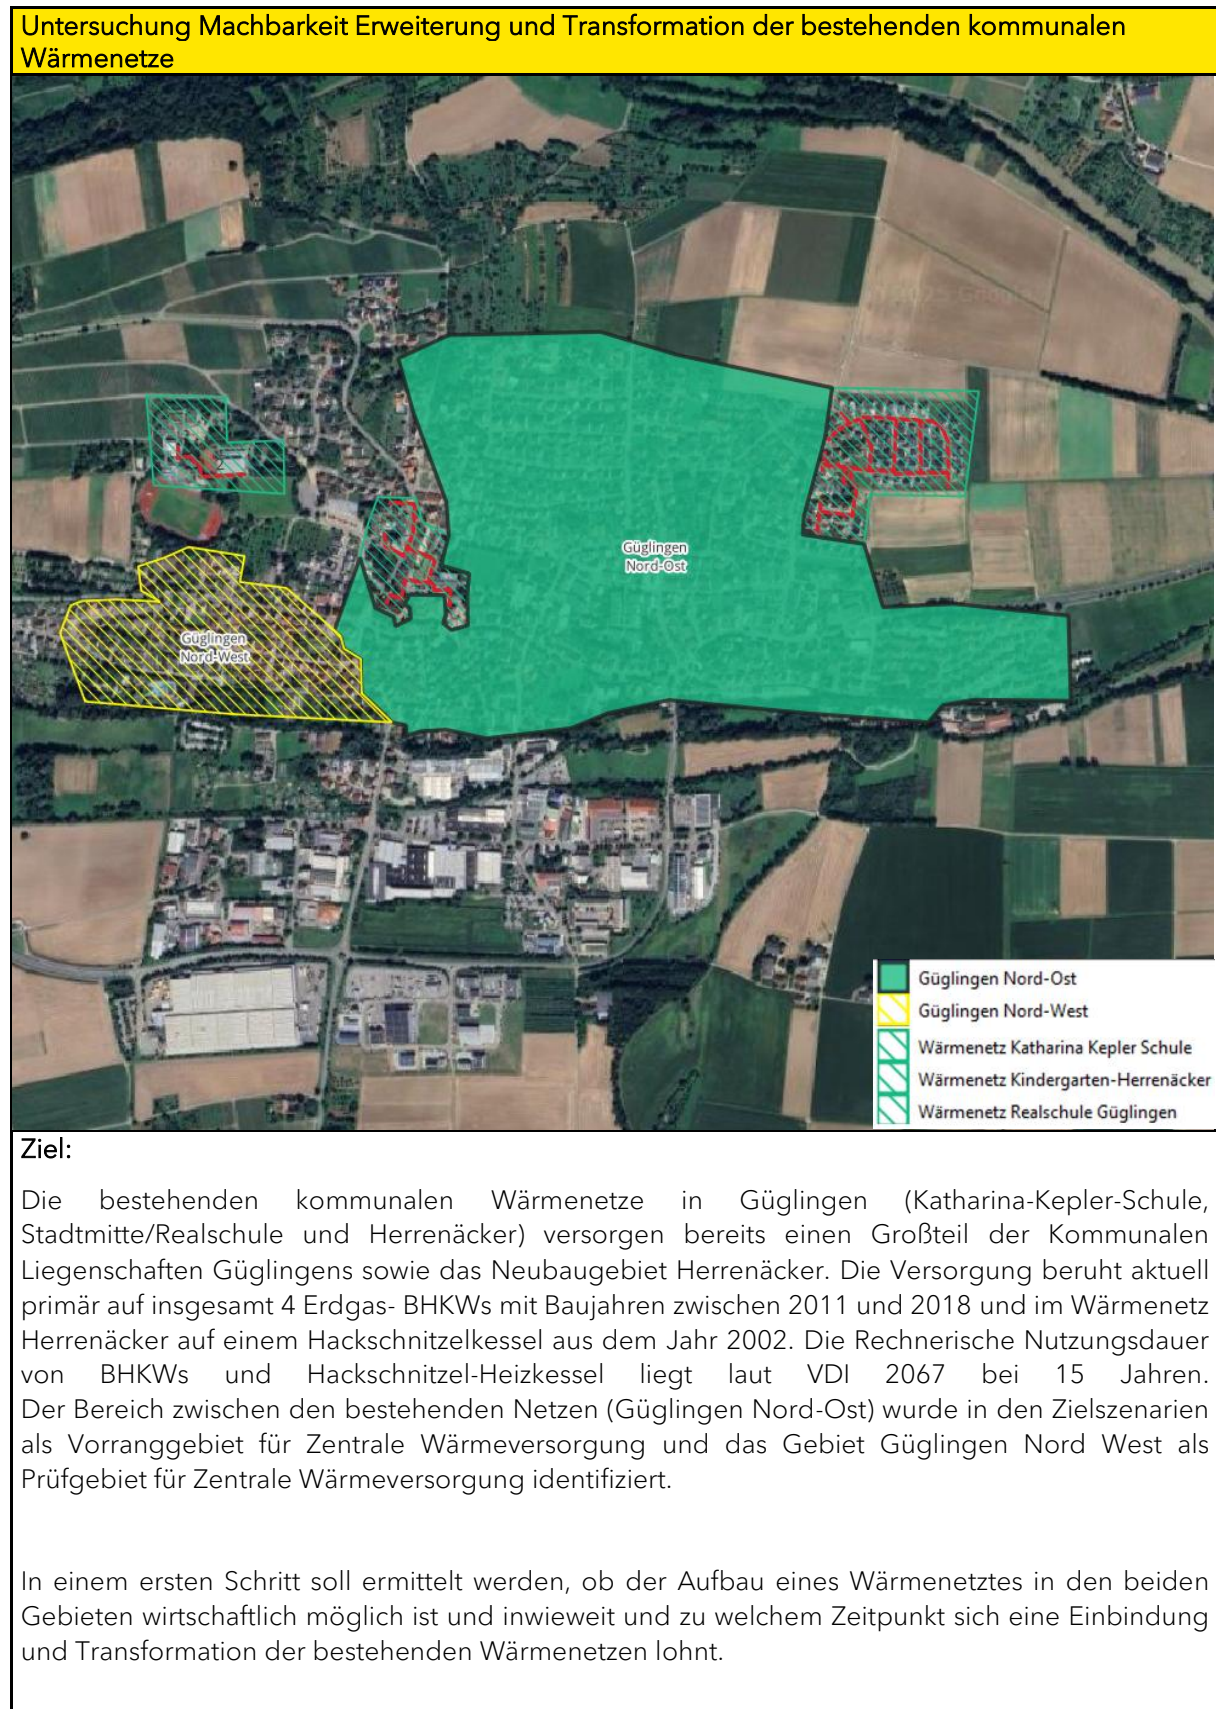 Untersuchung Machbarkeit Erweiterung und Transformation der bestehenden kommunalen
Wärmenetze
Güglingen
Nord-Ost
Güglingen
Nord-West
Güglingen Nord-Ost
Güglingen Nord-West
Wärmenetz Katharina Kepler Schule
Wärmenetz Kindergarten-Herrenäcker
Wärmenetz Realschule Güglingen
Ziel:
Die bestehenden kommunalen Wärmenetze in Güglingen (Katharina-Kepler-Schule,
Stadtmitte/Realschule und Herrenäcker) versorgen bereits einen Großteil der Kommunalen
Liegenschaften Güglingens sowie das Neubaugebiet Herrenäcker. Die Versorgung beruht aktuell
primär auf insgesamt 4 Erdgas- BHKWs mit Baujahren zwischen 2011 und 2018 und im Wärmenetz
Herrenäcker auf einem Hackschnitzelkessel aus dem Jahr 2002. Die Rechnerische Nutzungsdauer
von BHKWs und Hackschnitzel-Heizkessel liegt laut VDI 2067 bei 15 Jahren.
Der Bereich zwischen den bestehenden Netzen (Güglingen Nord-Ost) wurde in den Zielszenarien
als Vorranggebiet für Zentrale Wärmeversorgung und das Gebiet Güglingen Nord West als
Prüfgebiet für Zentrale Wärmeversorgung identifiziert.
In einem ersten Schritt soll ermittelt werden, ob der Aufbau eines Wärmenetztes in den beiden
Gebieten wirtschaftlich möglich ist und inwieweit und zu welchem Zeitpunkt sich eine Einbindung
und Transformation der bestehenden Wärmenetzen lohnt.